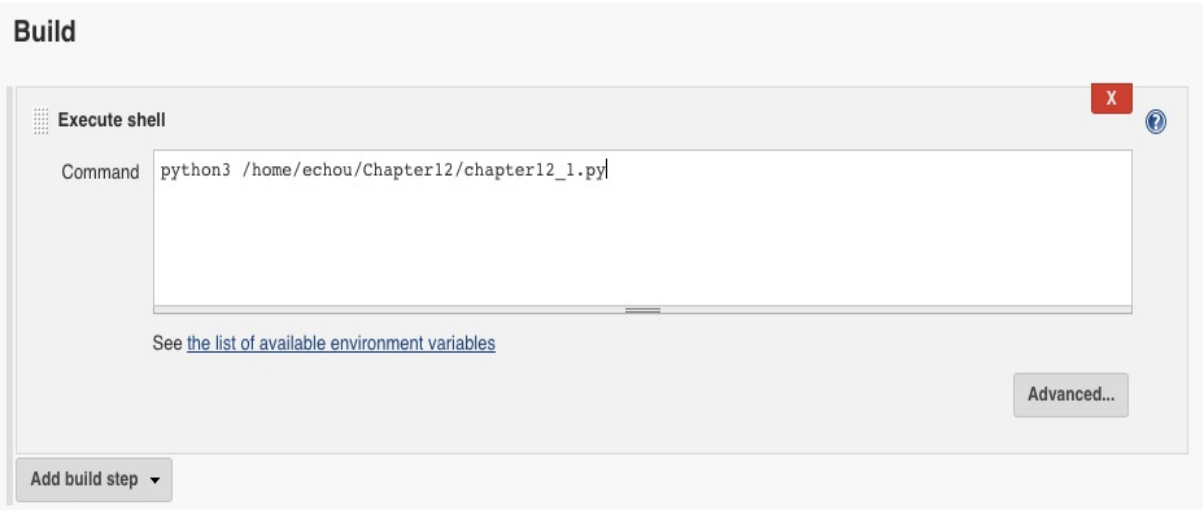 Build
X
Execute shell
?
Command
python3 /home/echou/Chapter12/chapter12_1.py
See the list of available environment variables
Advanced...
Add build step